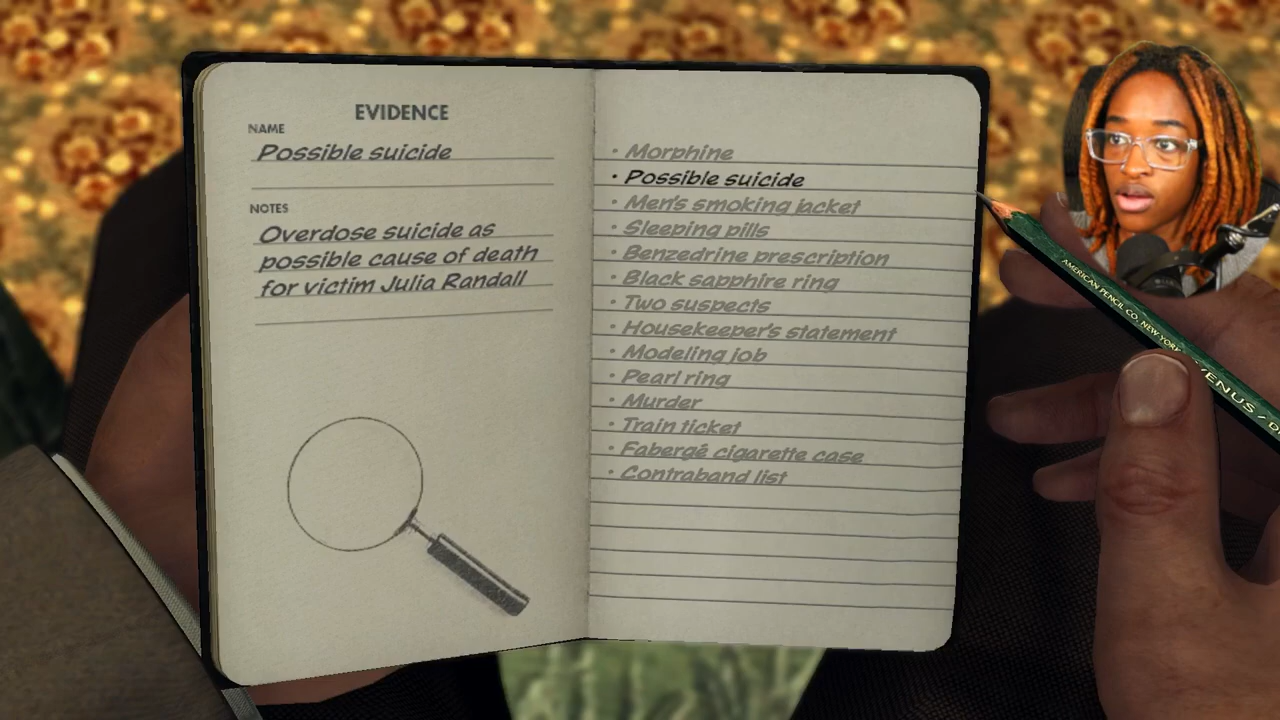 EVIDENCE
NAME
Possible suicide
NOTES
Overdose suicide as
possible cause of death
for victim Julia Randall
• Morphine
• Possible suicide
• Men's smoking jacket
• Sleeping pills
• Benzedrine prescription
• Black sapphire ring
• Two suspects
• Housekeeper's statement
• Modeling job
• Pearl ring
• Murder
• Train ticket
• Fabergé cigarette case
• Contraband list
AMERICAN PENCIL CO. NEW YORK
VENUS